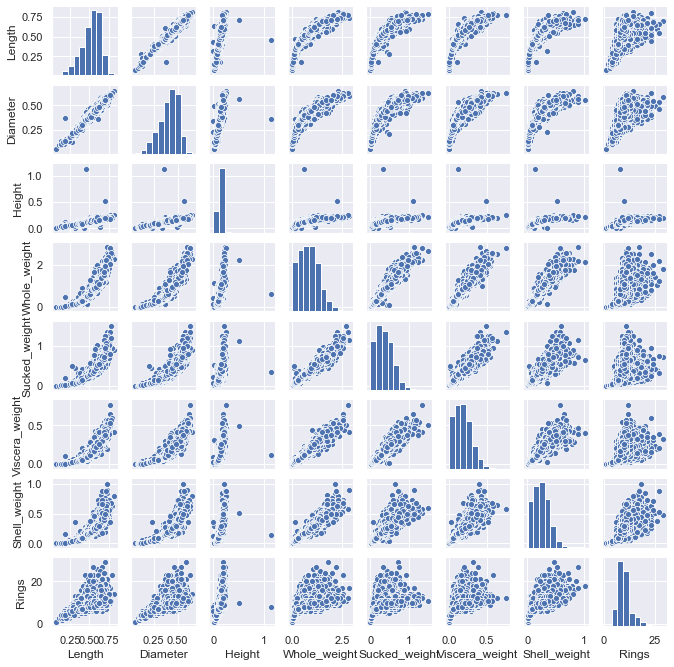 0.75
0.50
0.25
Length
0.50
0.25
Diameter
1.0
0.5
0.0
Height
2
0
Whole_weight
1
0
Sucked_weight
0.5
0.0
Viscera_weight
1.0
0.5
0.0
Shell_weight
20
0
Rings
0.25 0.50 0.75 0.25 0.50 0 1 0.0 2.5 0 1 0.0 0.5 0 1 0 25
Length Diameter Height Whole_weight Sucked_weight Viscera_weight Shell_weight Rings